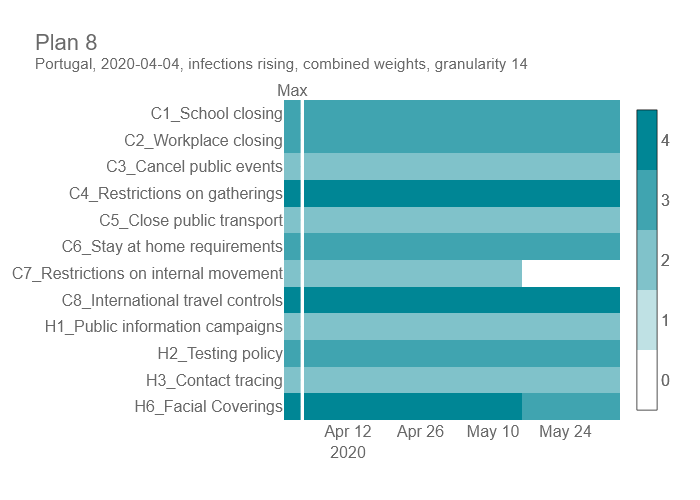 Plan 8
Portugal, 2020-04-04, infections rising, combined weights, granularity 14
Max
C1_School closing
C2_Workplace closing
C3_Cancel public events
C4_Restrictions on gatherings
C5_Close public transport
C6_Stay at home requirements
C7_Restrictions on internal movement
C8_International travel controls
H1_Public information campaigns
H2_Testing policy
H3_Contact tracing
H6_Facial Coverings
Apr 12 Apr 26 May 10 May 24
2020
4
3
2
1
0